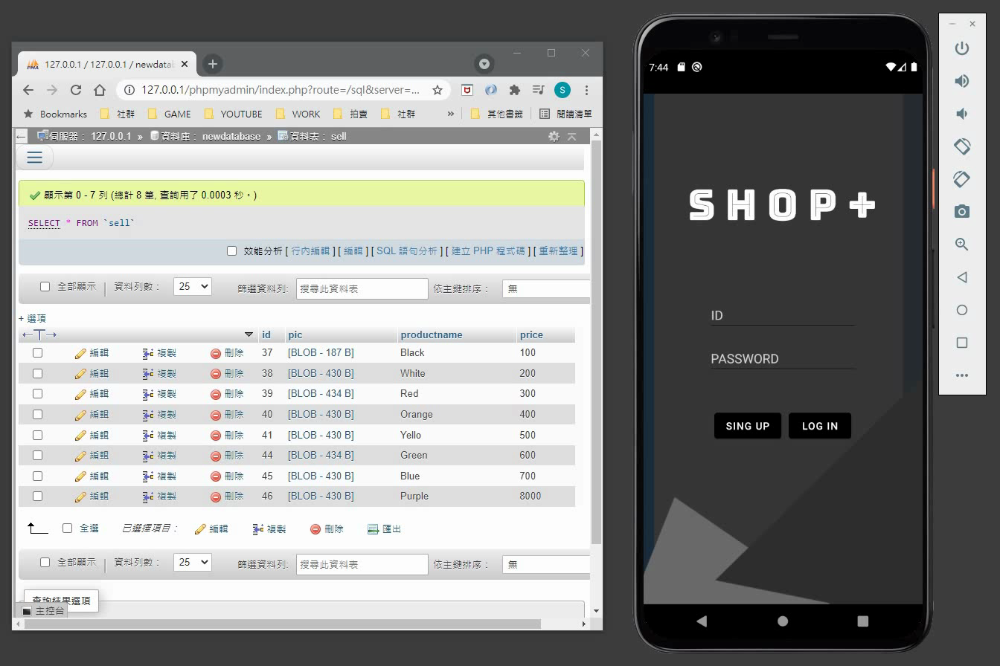 127.0.0.1 / 127.0.0.1 / newdatab
127.0.0.1/phpmyadmin/index.php?route=/sql&server=...
S
Bookmarks 社群 GAME YOUTUBE WORK 拍賣 社群 » 其他書籤 閱讀清單
伺服器： 127.0.0.1 » 資料庫： newdatabase » 資料表： sell
顯示第 0 - 7 列 (總計 8 筆, 查詢用了 0.0003 秒。)
SELECT * FROM `sell`
效能分析 [ 行內編輯 ] [ 編輯 ] [ SQL 語句分析 ] [ 建立 PHP 程式碼 ] [ 重新整理 ]
全部顯示 | 資料列數： 25 篩選資料列: 搜尋此資料表 依主鍵排序： 無
+ 選項
←T→ id pic productname price
編輯 複製 刪除 37 [BLOB - 187 B] Black 100
編輯 複製 刪除 38 [BLOB - 430 B] White 200
編輯 複製 刪除 39 [BLOB - 434 B] Red 300
編輯 複製 刪除 40 [BLOB - 430 B] Orange 400
編輯 複製 刪除 41 [BLOB - 430 B] Yello 500
編輯 複製 刪除 44 [BLOB - 434 B] Green 600
編輯 複製 刪除 45 [BLOB - 430 B] Blue 700
編輯 複製 刪除 46 [BLOB - 430 B] Purple 8000
全選 已選擇項目： 編輯 複製 刪除 匯出
全部顯示 | 資料列數： 25 篩選資料列: 搜尋此資料表 依主鍵排序： 無
查詢結果選項
主控台
7:44
SHOP+
ID
PASSWORD
SING UP LOG IN